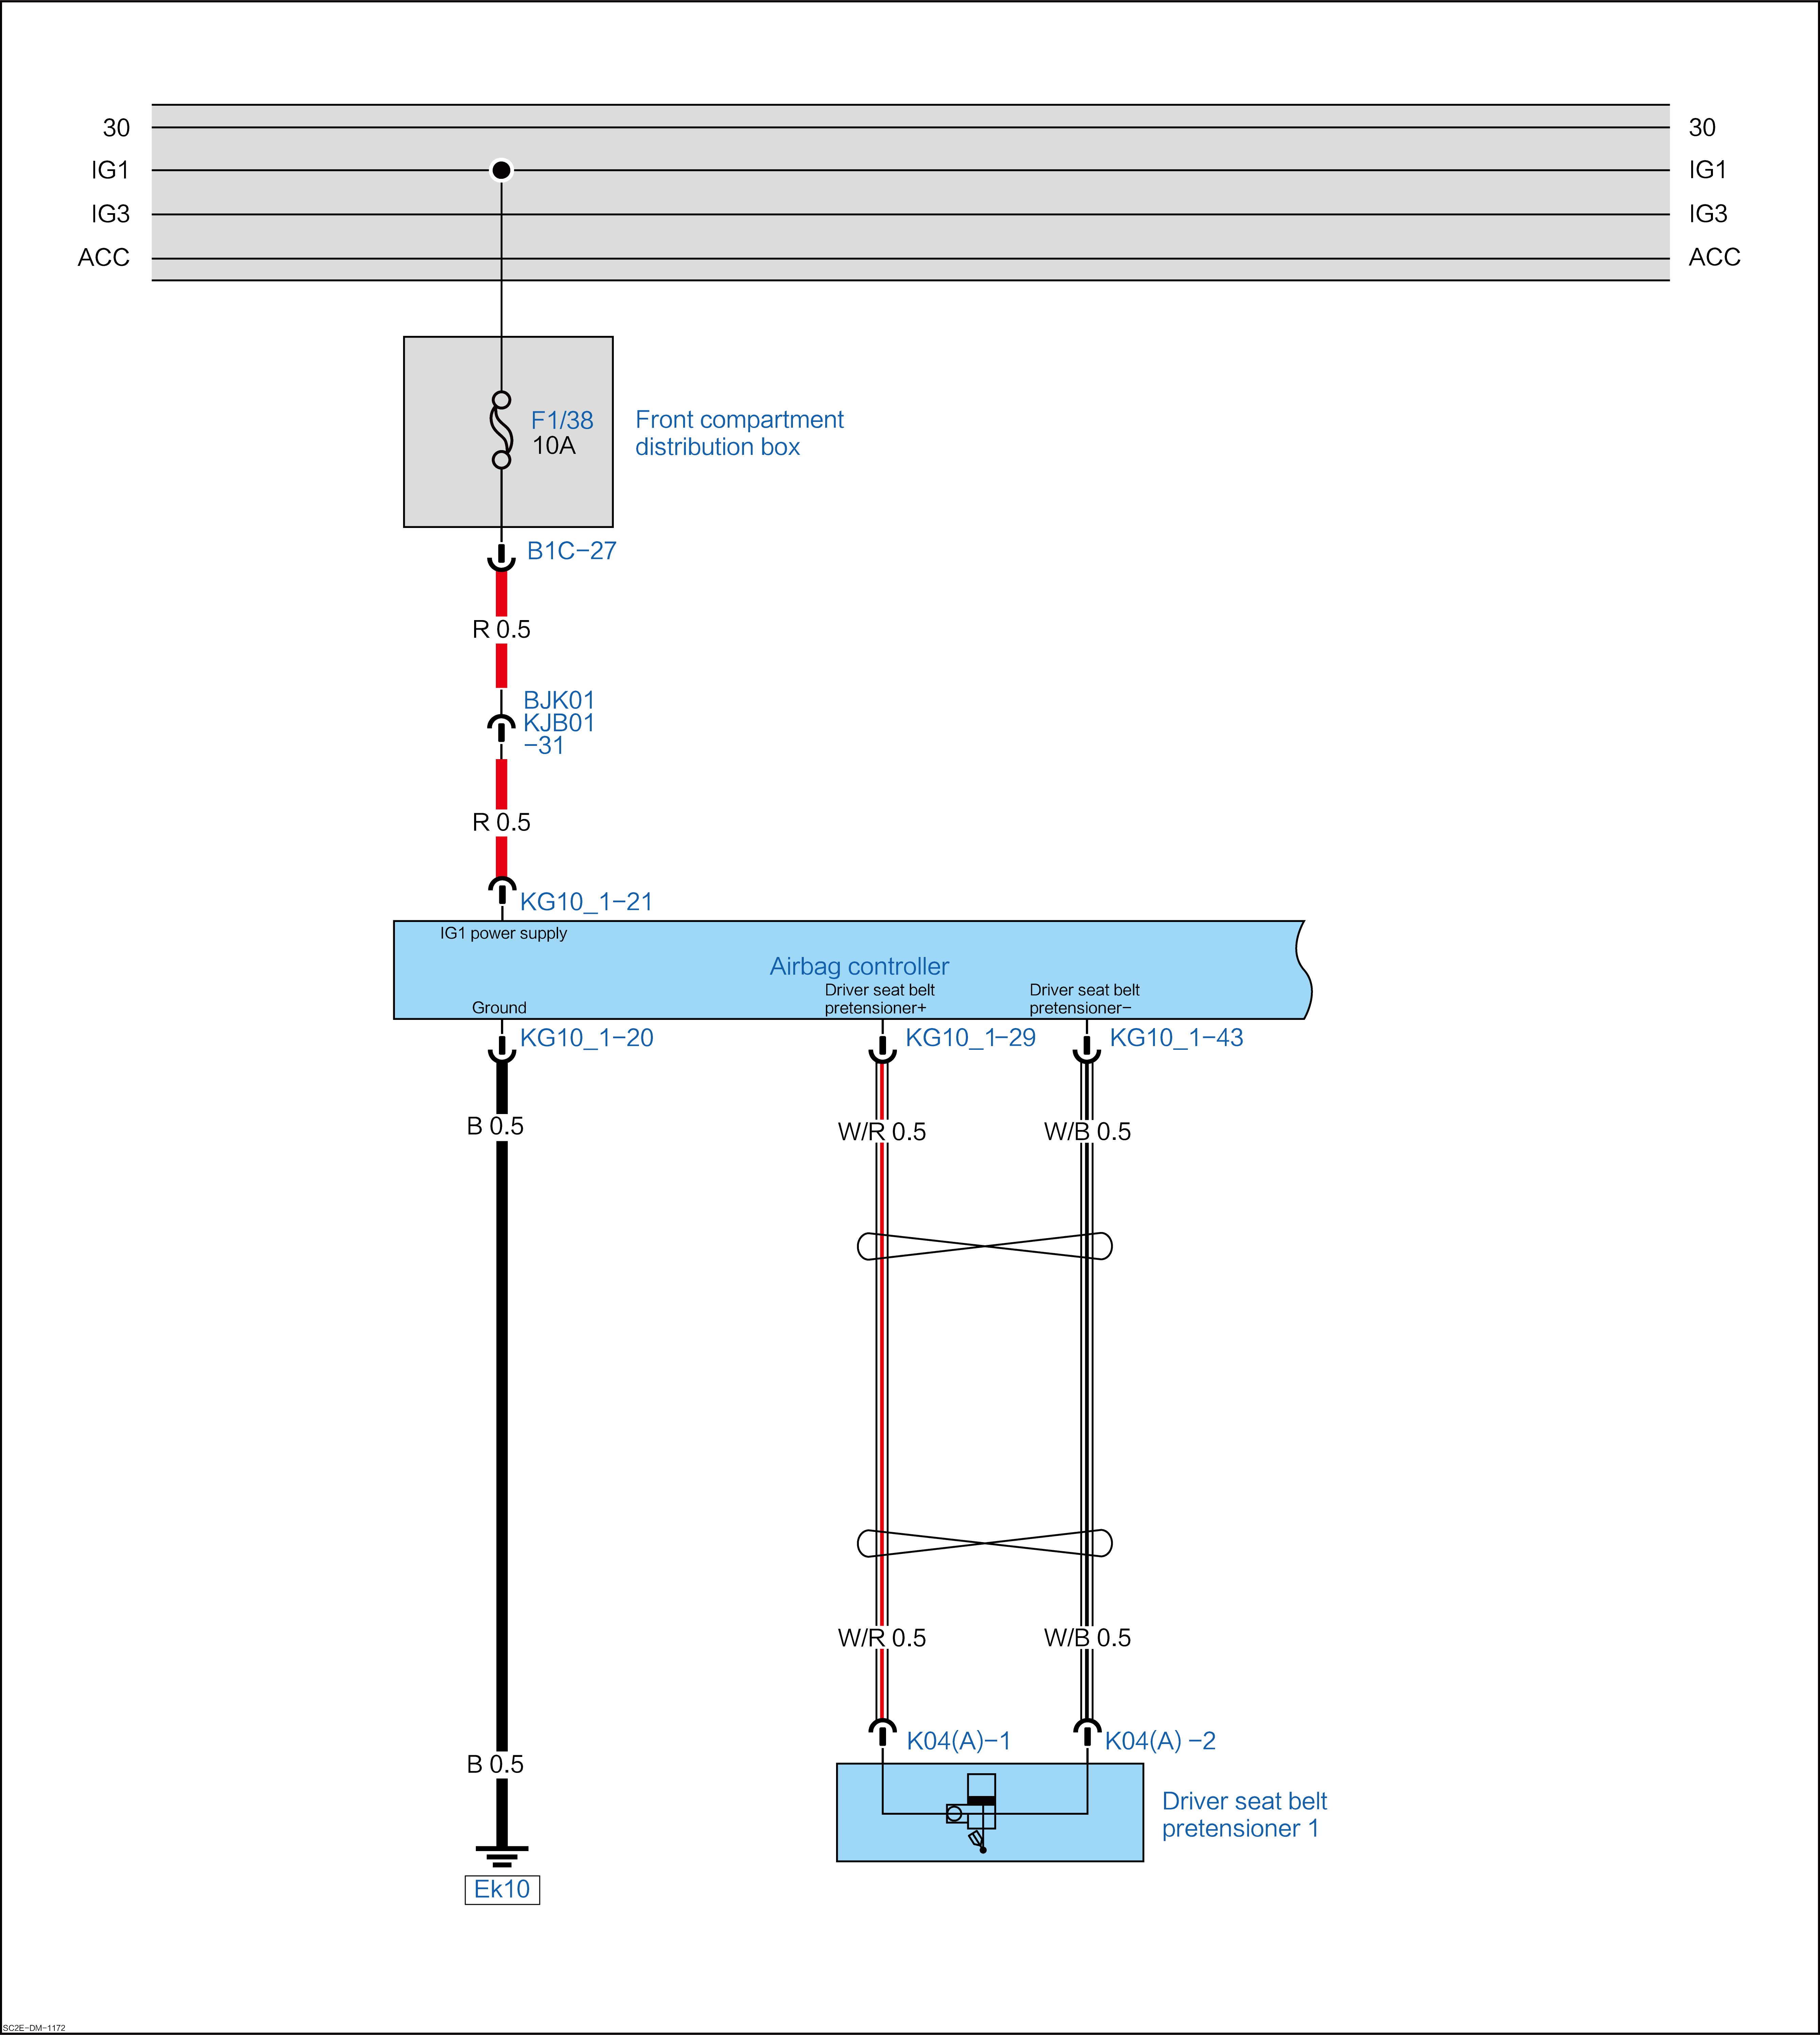 30
30
IG1
IG1
IG3
IG3
ACC
ACC
F1/38
10A
Front compartment
distribution box
B1C-27
R 0.5
BJK01
KJB01
-31
R 0.5
KG10_1-21
IG1 power supply
Airbag controller
Driver seat belt
pretensioner+
Driver seat belt
pretensioner-
Ground
KG10_1-20
KG10_1-29
KG10_1-43
B 0.5
W/R 0.5
W/B 0.5
W/R 0.5
W/B 0.5
K04(A)-1
K04(A) -2
B 0.5
Driver seat belt
pretensioner 1
Ek10
SC2E-DM-1172